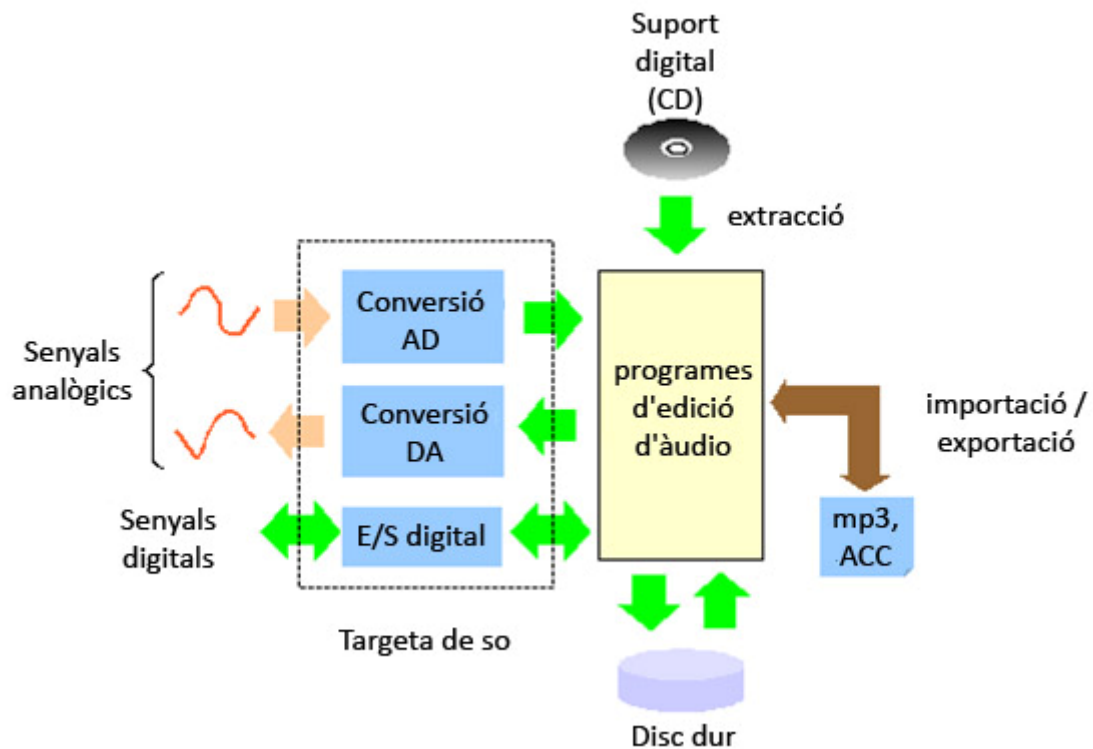 Suport
digital
(CD)
extracció
Conversió
AD
Senyals
analògics
Conversió
DA
programes
d'edició
d'àudio
importació /
exportació
Senyals
digitals
E/S digital
mp3,
ACC
Targeta de so
Disc dur